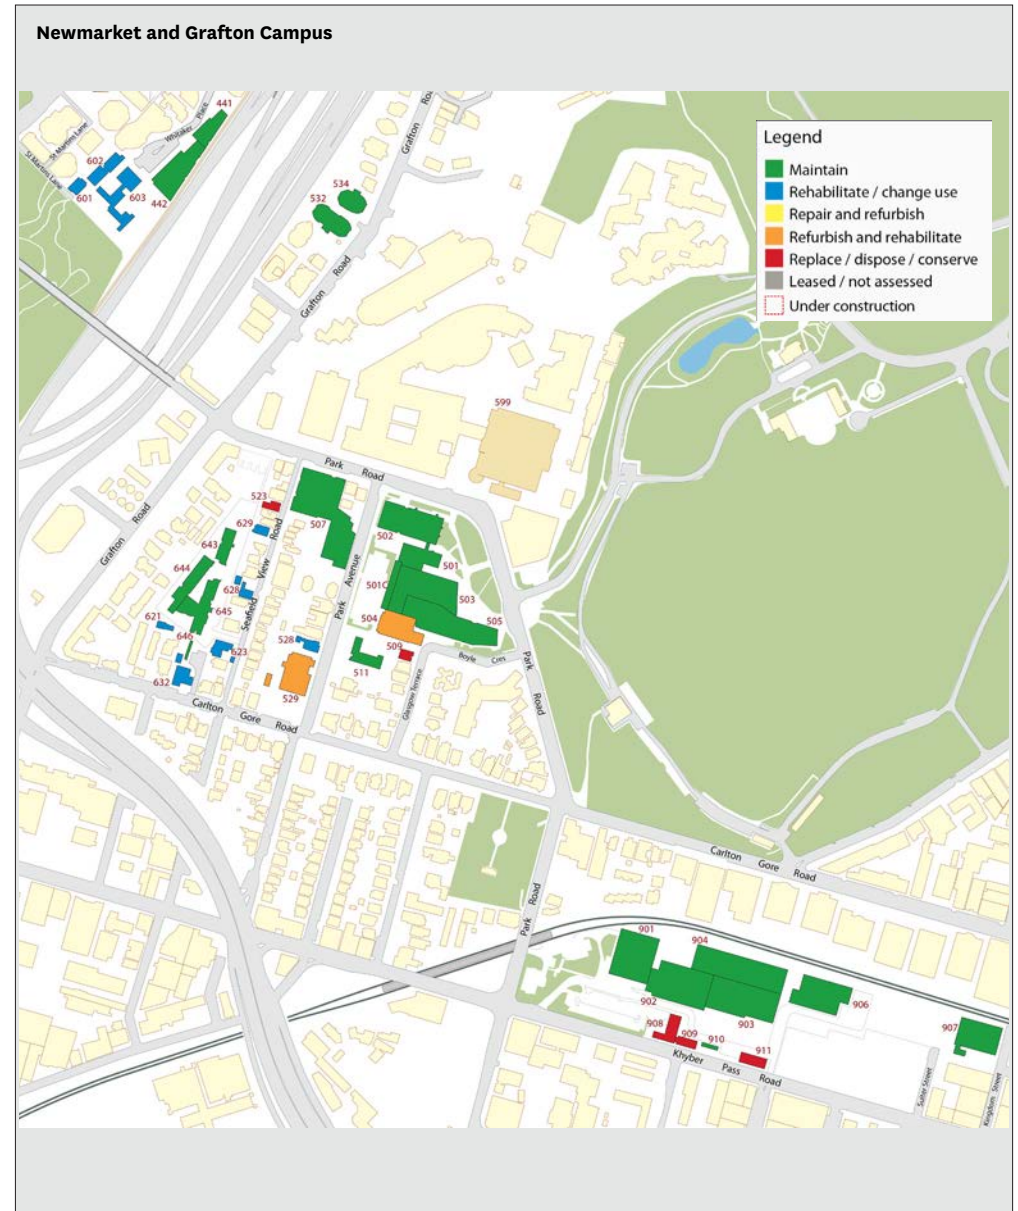 Newmarket and Grafton Campus
Legend
Maintain
Rehabilitate / change use
Repair and refurbish
Refurbish and rehabilitate
Replace / dispose / conserve
Leased / not assessed
Under construction
441
Whitaker Place
St Martins Lane
St Martins Lane
602
601
603
442
Grafton Road
534
532
Grafton Road
599
Park Road
523
507
629
502
Grafton Road
643
View Road
501
644
Park Avenue
501C
628
503
645
Seafield
621
504
505
646
528
509
623
511
Boyle Cres
632
529
Glasgow Terrace
Park Road
Carlton Gore Road
Carlton Gore Road
Park Road
901
904
902
906
903
908
909
910
911
907
Khyber Pass Road
Suiter Street
Kingdon Street